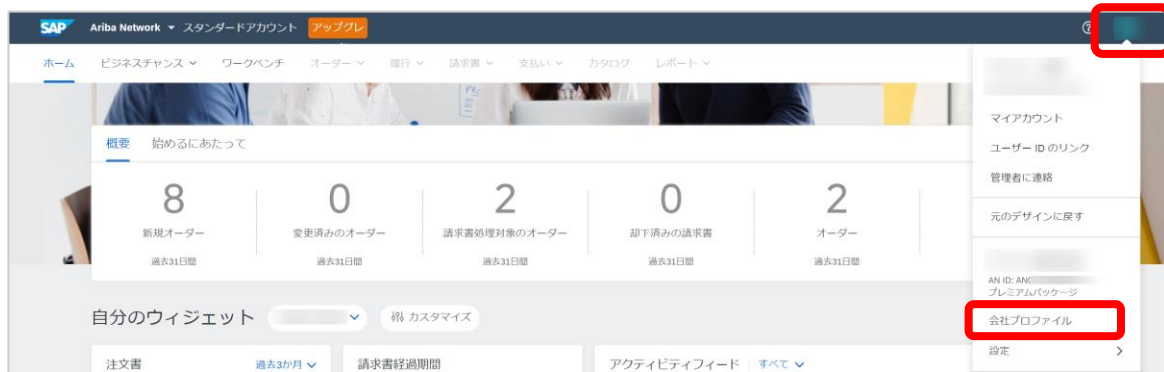 SAP Ariba Network スタンダードアカウント アップグレ
ホーム ビジネスチャンス ワークベンチ オーダー 履行 請求書 支払い カタログ レポート
マイアカウント
ユーザー ID のリンク
管理者に連絡
元のデザインに戻す
AN ID: AN
プレミアムパッケージ
会社プロファイル
設定
概要 始めるにあたって
8 0 2 0 2
新規オーダー 変更済みのオーダー 請求書処理対象のオーダー 却下済みの請求書 オーダー
過去31日間 過去31日間 過去31日間 過去31日間 過去31日間
自分のウィジェット カスタマイズ
注文書 過去3か月 請求書経過期間 アクティビティフィード すべて